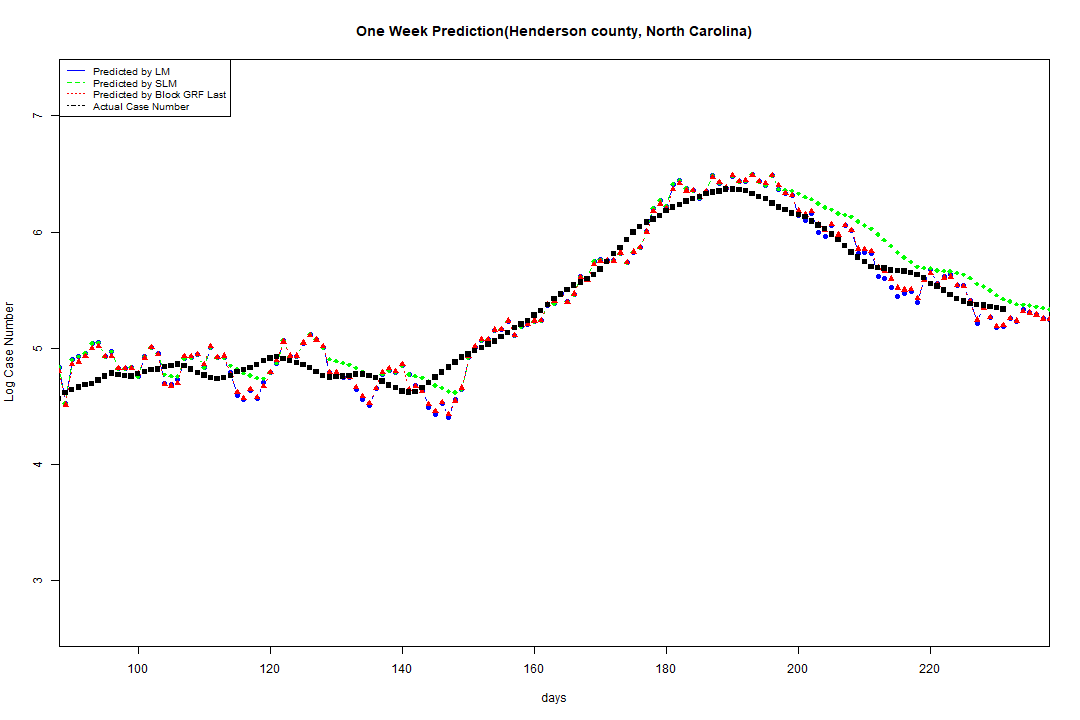 One Week Prediction(Henderson county, North Carolina)
Predicted by LM
Predicted by SLM
Predicted by Block GRF Last
Actual Case Number
7
6
5
4
3
Log Case Number
100 120 140 160 180 200 220
days